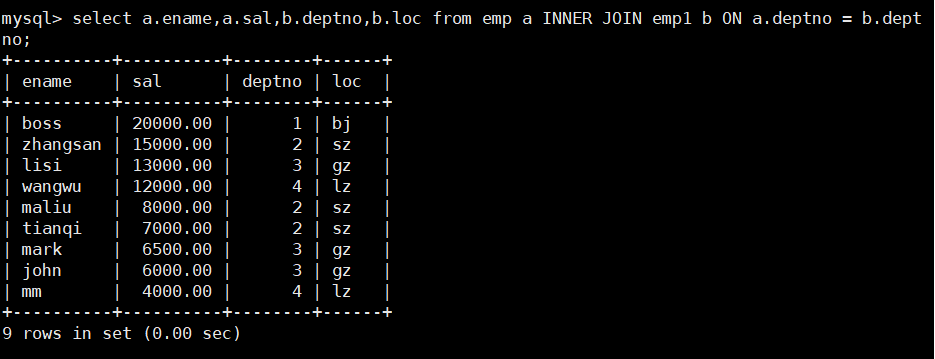 mysql> select a.ename,a.sal,b.deptno,b.loc from emp a INNER JOIN emp1 b ON a.deptno = b.dept
no;
+----------+----------+--------+------+
| ename    | sal      | deptno | loc  |
+----------+----------+--------+------+
| boss     | 20000.00 |      1 | bj   |
| zhangsan | 15000.00 |      2 | sz   |
| lisi     | 13000.00 |      3 | gz   |
| wangwu   | 12000.00 |      4 | lz   |
| maliu    |  8000.00 |      2 | sz   |
| tianqi   |  7000.00 |      2 | sz   |
| mark     |  6500.00 |      3 | gz   |
| john     |  6000.00 |      3 | gz   |
| mm       |  4000.00 |      4 | lz   |
+----------+----------+--------+------+
9 rows in set (0.00 sec)